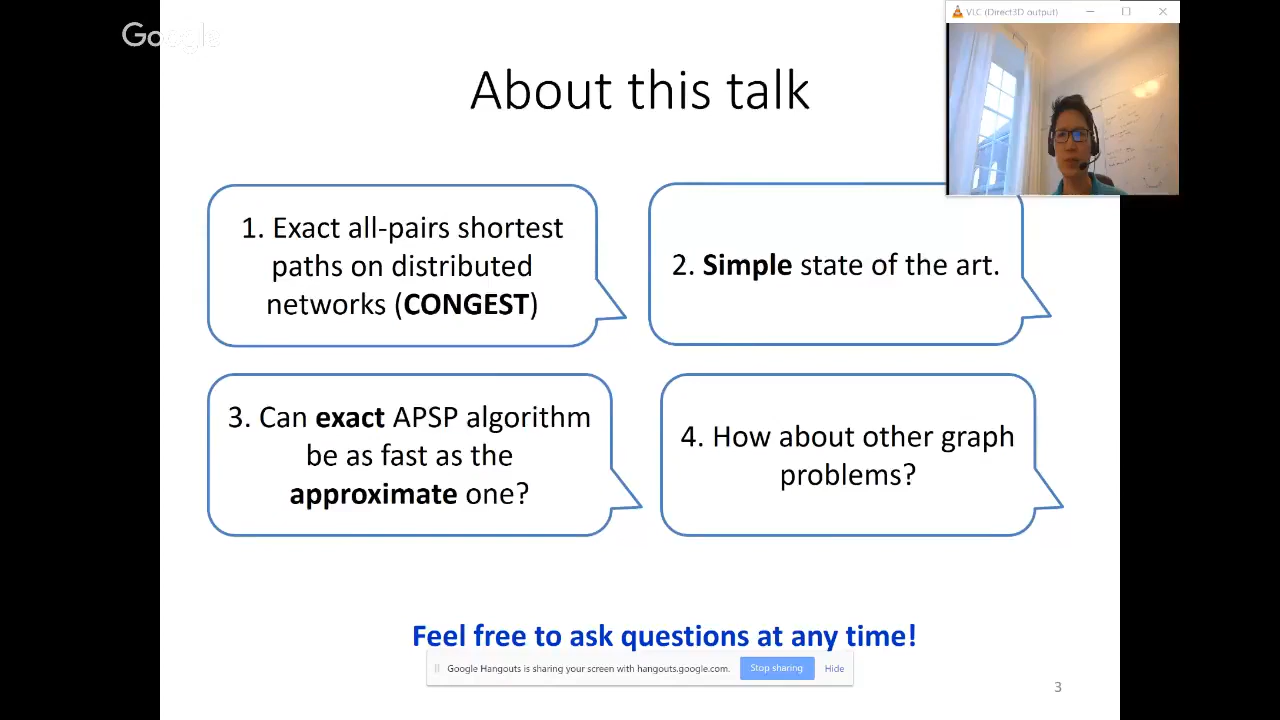 Google
VLC (Direct3D output)
About this talk
1. Exact all-pairs shortest
paths on distributed
networks (CONGEST)
2. Simple state of the art.
3. Can exact APSP algorithm
be as fast as the
approximate one?
4. How about other graph
problems?
Feel free to ask questions at any time!
Google Hangouts is sharing your screen with hangouts.google.com.
Stop sharing
Hide
3